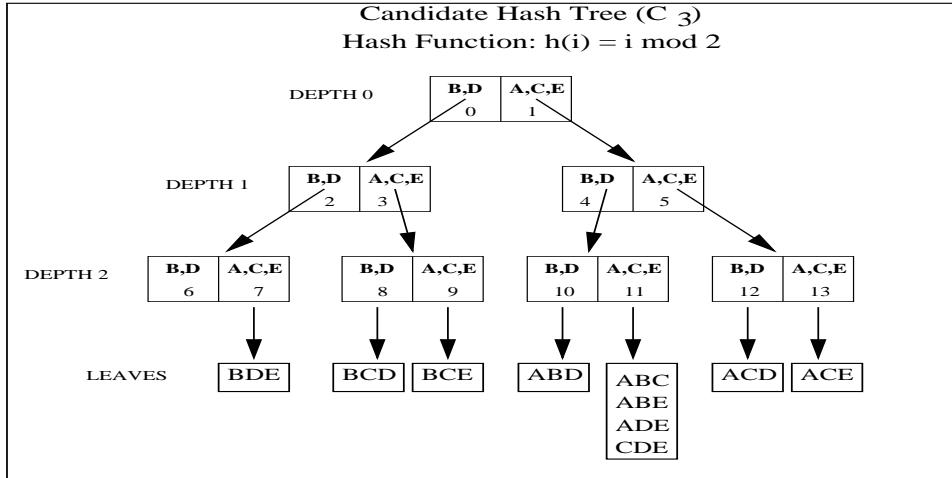 Candidate Hash Tree (C 3)
Hash Function: h(i) = i mod 2
DEPTH 0
B,D A,C,E
0 1
DEPTH 1
B,D A,C,E
2 3
B,D A,C,E
4 5
DEPTH 2
B,D A,C,E
6 7
B,D A,C,E
8 9
B,D A,C,E
10 11
B,D A,C,E
12 13
LEAVES
BDE
BCD
BCE
ABD
ABC
ABE
ADE
CDE
ACD
ACE